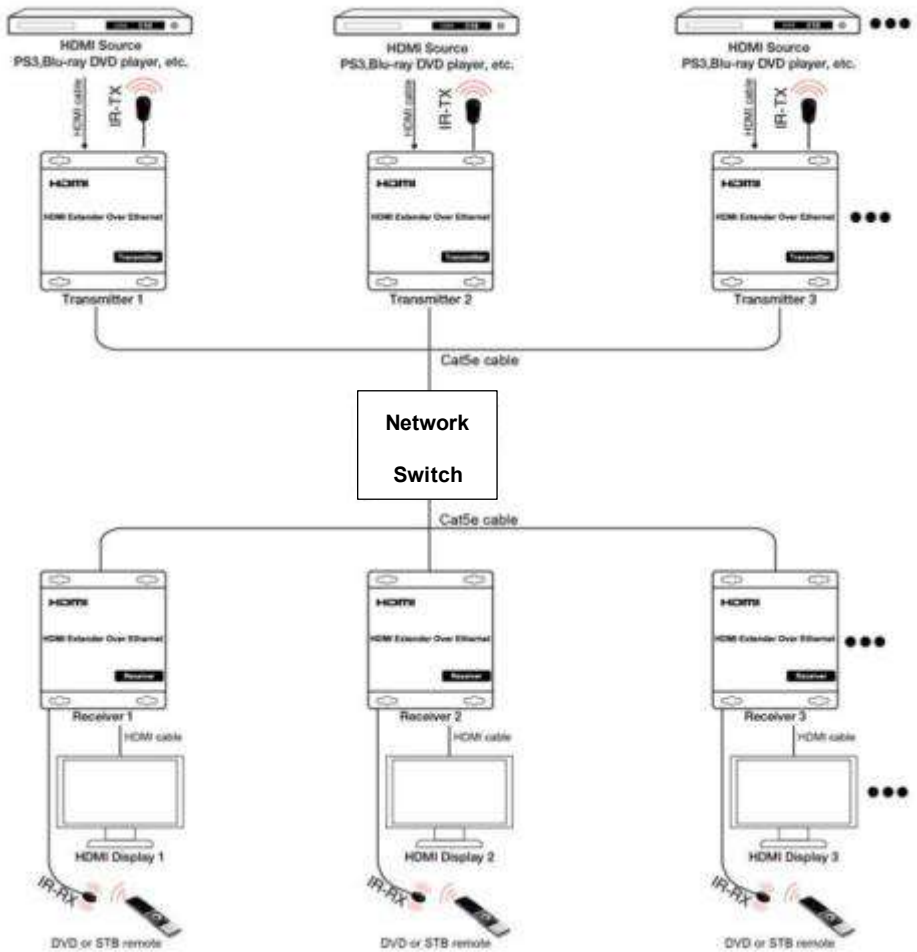 HDMI Source
PS3,Blu-ray DVD player, etc.
HDMI Source
PS3,Blu-ray DVD player, etc.
HDMI Source
PS3,Blu-ray DVD player, etc.
HDMI cable
IR-TX
HDMI cable
IR-TX
HDMI cable
IR-TX
HDMI
HDMI Extender Over Ethernet
Transmitter
HDMI
HDMI Extender Over Ethernet
Transmitter
HDMI
HDMI Extender Over Ethernet
Transmitter
Transmitter 1
Transmitter 2
Transmitter 3
Cat5e cable
Network
Switch
Cat5e cable
HDMI
HDMI Extender Over Ethernet
Receiver
HDMI
HDMI Extender Over Ethernet
Receiver
HDMI
HDMI Extender Over Ethernet
Receiver
Receiver 1
Receiver 2
Receiver 3
HDMI cable
HDMI cable
HDMI cable
HDMI Display 1
HDMI Display 2
HDMI Display 3
IR-RX
IR-RX
IR-RX
DVD or STB remote
DVD or STB remote
DVD or STB remote